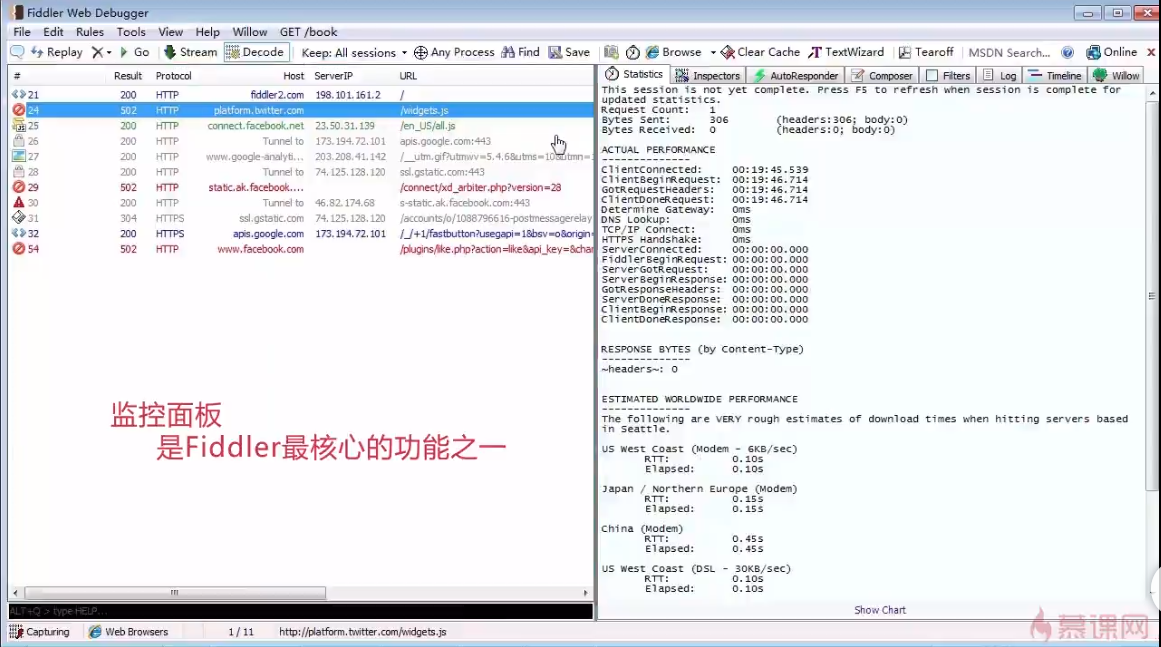 Fiddler Web Debugger
File Edit Rules Tools View Help Willow GET /book
Replay Go Stream Decode Keep: All sessions Any Process Find Save Browse Clear Cache TextWizard Tearoff MSDN Search... Online
# Result Protocol Host ServerIP URL
21 200 HTTP fiddler2.com 198.101.161.2 /
24 502 HTTP platform.twitter.com /widgets.js
25 200 HTTP connect.facebook.net 23.50.31.139 /en_US/all.js
26 200 HTTP Tunnel to 173.194.72.101 apis.google.com:443
27 200 HTTP www.google-analyti... 203.208.41.142 /__utm.gif?utmwv=5.4.6&utms=10&utmn=
28 200 HTTP Tunnel to 74.125.128.120 ssl.gstatic.com:443
29 502 HTTP static.ak.facebook.... /connect/xd_arbiter.php?version=28
30 200 HTTP Tunnel to 46.82.174.68 s-static.ak.facebook.com:443
31 304 HTTPS ssl.gstatic.com 74.125.128.120 /accounts/o/1088796616-postmessagerelay
32 200 HTTPS apis.google.com 173.194.72.101 /_/+1/fastbutton?usegapi=1&bsv=o&origin=
54 502 HTTP www.facebook.com /plugins/like.php?action=like&api_key=&chan
监控面板
是Fiddler最核心的功能之一
ALT+Q > type HELP...
Capturing Web Browsers 1 / 11 http://platform.twitter.com/widgets.js
Statistics Inspectors AutoResponder Composer Filters Log Timeline Willow
This session is not yet complete. Press F5 to refresh when session is complete for
updated statistics.
Request Count: 1
Bytes Sent: 306 (headers:306; body:0)
Bytes Received: 0 (headers:0; body:0)
ACTUAL PERFORMANCE
--------------
ClientConnected: 00:19:45.539
ClientBeginRequest: 00:19:46.714
GotRequestHeaders: 00:19:46.714
ClientDoneRequest: 00:19:46.714
Determine Gateway: 0ms
DNS Lookup: 0ms
TCP/IP Connect: 0ms
HTTPS Handshake: 0ms
ServerConnected: 00:00:00.000
FiddlerBeginRequest: 00:00:00.000
ServerGotRequest: 00:00:00.000
ServerBeginResponse: 00:00:00.000
GotResponseHeaders: 00:00:00.000
ServerDoneResponse: 00:00:00.000
ClientBeginResponse: 00:00:00.000
ClientDoneResponse: 00:00:00.000
RESPONSE BYTES (by Content-Type)
--------------
~headers~: 0
ESTIMATED WORLDWIDE PERFORMANCE
--------------
The following are VERY rough estimates of download times when hitting servers based
in Seattle.
US West Coast (Modem - 6KB/sec)
RTT: 0.10s
Elapsed: 0.10s
Japan / Northern Europe (Modem)
RTT: 0.15s
Elapsed: 0.15s
China (Modem)
RTT: 0.45s
Elapsed: 0.45s
US West Coast (DSL - 30KB/sec)
RTT: 0.10s
Elapsed: 0.10s
Show Chart
慕课网